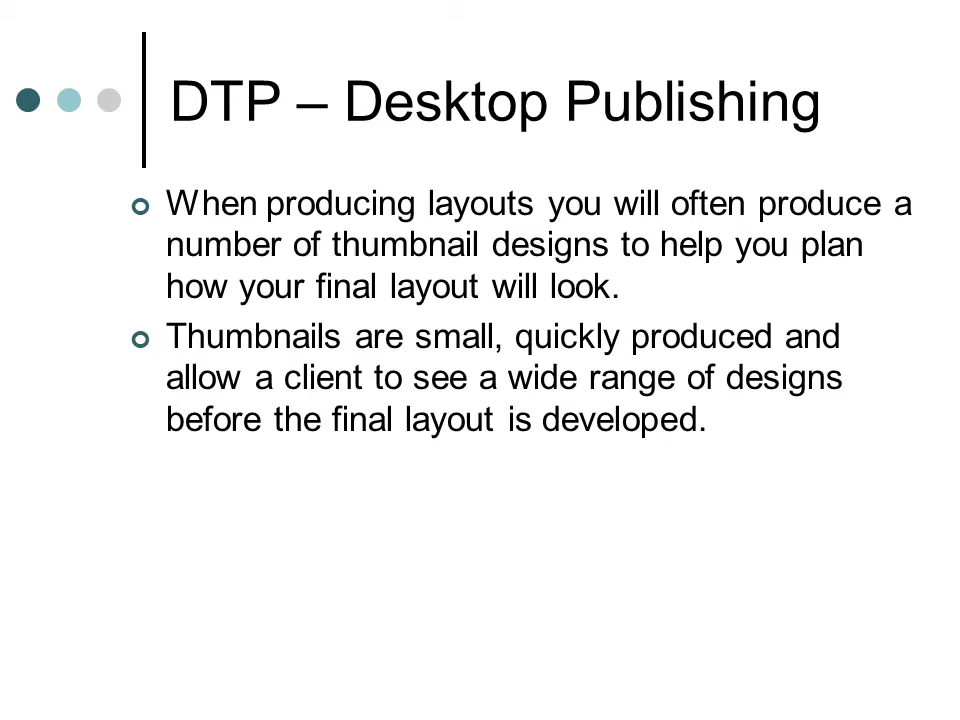 DTP – Desktop Publishing
When producing layouts you will often produce a
number of thumbnail designs to help you plan
how your final layout will look.
Thumbnails are small, quickly produced and
allow a client to see a wide range of designs
before the final layout is developed.